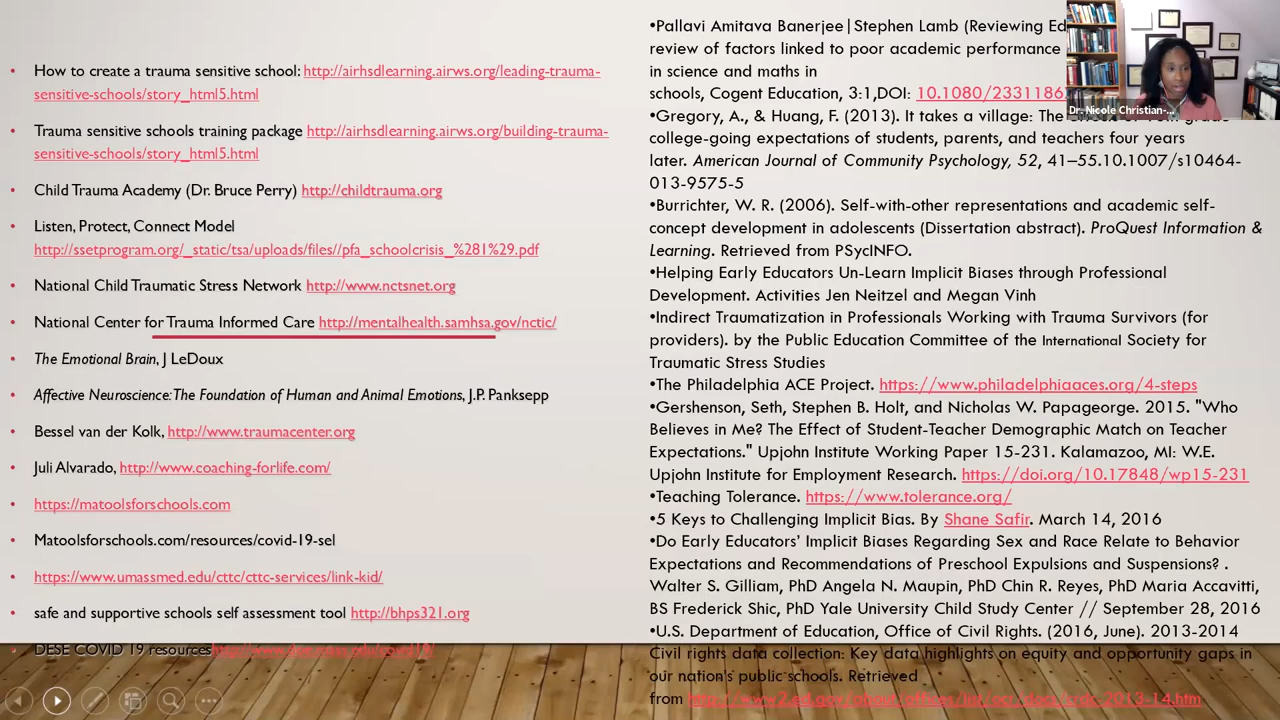 • How to create a trauma sensitive school: http://airhsdlearning.airws.org/leading-trauma-
sensitive-schools/story_html5.html
• Trauma sensitive schools training package http://airhsdlearning.airws.org/building-trauma-
sensitive-schools/story_html5.html
• Child Trauma Academy (Dr. Bruce Perry) http://childtrauma.org
• Listen, Protect, Connect Model
http://ssetprogram.org/_static/tsa/uploads/files//pfa_schoolcrisis_%281%29.pdf
• National Child Traumatic Stress Network http://www.nctsnet.org
• National Center for Trauma Informed Care http://mentalhealth.samhsa.gov/nctic/
• The Emotional Brain, J LeDoux
• Affective Neuroscience: The Foundation of Human and Animal Emotions, J.P. Panksepp
• Bessel van der Kolk, http://www.traumacenter.org
• Juli Alvarado, http://www.coaching-forlife.com/
• https://matoolsforschools.com
• Matoolsforschools.com/resources/covid-19-sel
• https://www.umassmed.edu/cttc/cttc-services/link-kid/
• safe and supportive schools self assessment tool http://bhps321.org
• DESE COVID 19 resources
•Pallavi Amitava Banerjee|Stephen Lamb (Reviewing Ed
review of factors linked to poor academic performance
in science and maths in
schools, Cogent Education, 3:1,DOI: 10.1080/2331186
•Gregory, A., & Huang, F. (2013). It takes a village: The
college-going expectations of students, parents, and teachers four years
later. American Journal of Community Psychology, 52, 41–55.10.1007/s10464-
013-9575-5
•Burrichter, W. R. (2006). Self-with-other representations and academic self-
concept development in adolescents (Dissertation abstract). ProQuest Information &
Learning. Retrieved from PSycINFO.
•Helping Early Educators Un-Learn Implicit Biases through Professional
Development. Activities Jen Neitzel and Megan Vinh
•Indirect Traumatization in Professionals Working with Trauma Survivors (for
providers). by the Public Education Committee of the International Society for
Traumatic Stress Studies
•The Philadelphia ACE Project. https://www.philadelphiaaces.org/4-steps
•Gershenson, Seth, Stephen B. Holt, and Nicholas W. Papageorge. 2015. "Who
Believes in Me? The Effect of Student-Teacher Demographic Match on Teacher
Expectations." Upjohn Institute Working Paper 15-231. Kalamazoo, MI: W.E.
Upjohn Institute for Employment Research. https://doi.org/10.17848/wp15-231
•Teaching Tolerance. https://www.tolerance.org/
•5 Keys to Challenging Implicit Bias. By Shane Safir. March 14, 2016
•Do Early Educators’ Implicit Biases Regarding Sex and Race Relate to Behavior
Expectations and Recommendations of Preschool Expulsions and Suspensions? .
Walter S. Gilliam, PhD Angela N. Maupin, PhD Chin R. Reyes, PhD Maria Accavitti,
BS Frederick Shic, PhD Yale University Child Study Center // September 28, 2016
•U.S. Department of Education, Office of Civil Rights. (2016, June). 2013-2014
Civil rights data collection: Key data highlights on equity and opportunity gaps in
our nation's public schools. Retrieved
from http://www2.ed.gov/about/offices/list/ocr/docs/crdc-2013-14.htm
Dr. Nicole Christian-...